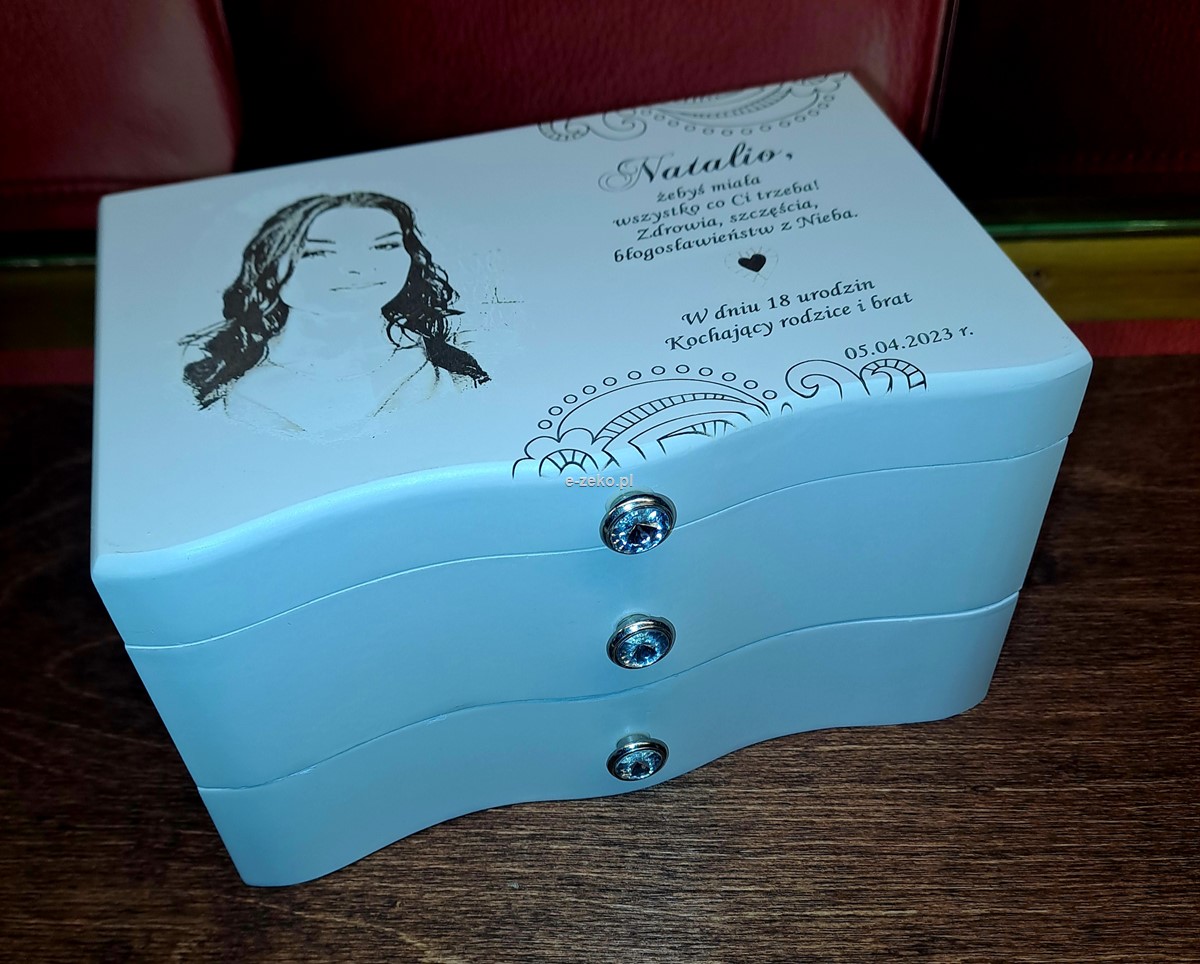 Natalio,
żebyś miała
wszystko co Ci trzeba!
Zdrowia, szczęścia,
błogosławieństw z Nieba.
W dniu 18 urodzin
Kochający rodzice i brat
05.04.2023 r.
e-zeko.pl